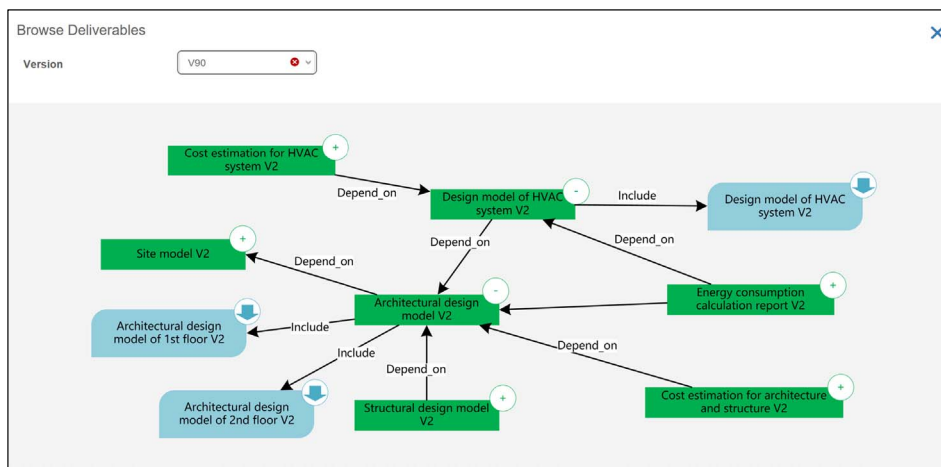 Browse Deliverables
Version
V90
Cost estimation for HVAC
system V2
+
Depend_on
Design model of HVAC
system V2
-
Include
Design model of HVAC
system V2
Site model V2
+
Depend_on
Depend_on
Depend_on
Architectural design
model V2
-
Energy consumption
calculation report V2
+
Architectural design
model of 1st floor V2
Include
Include
Depend_on
Depend_on
Architectural design
model of 2nd floor V2
Structural design model
V2
+
Cost estimation for architecture
and structure V2
+